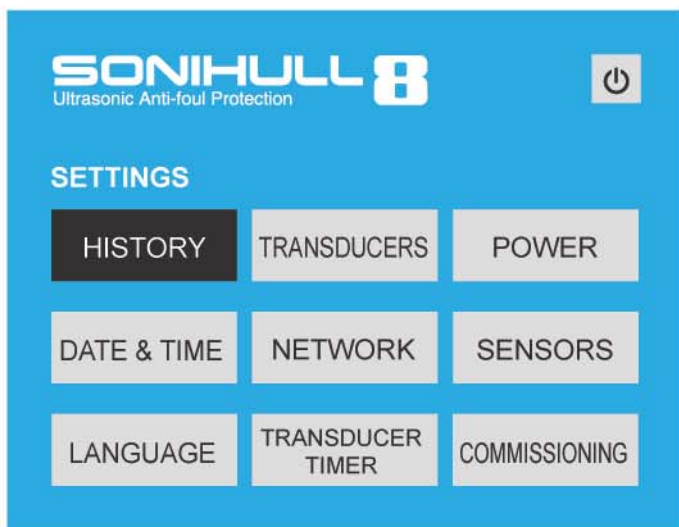 SONIHULL 8
Ultrasonic Anti-foul Protection
SETTINGS
HISTORY
TRANSDUCERS
POWER
DATE & TIME
NETWORK
SENSORS
LANGUAGE
TRANSDUCER
TIMER
COMMISSIONING